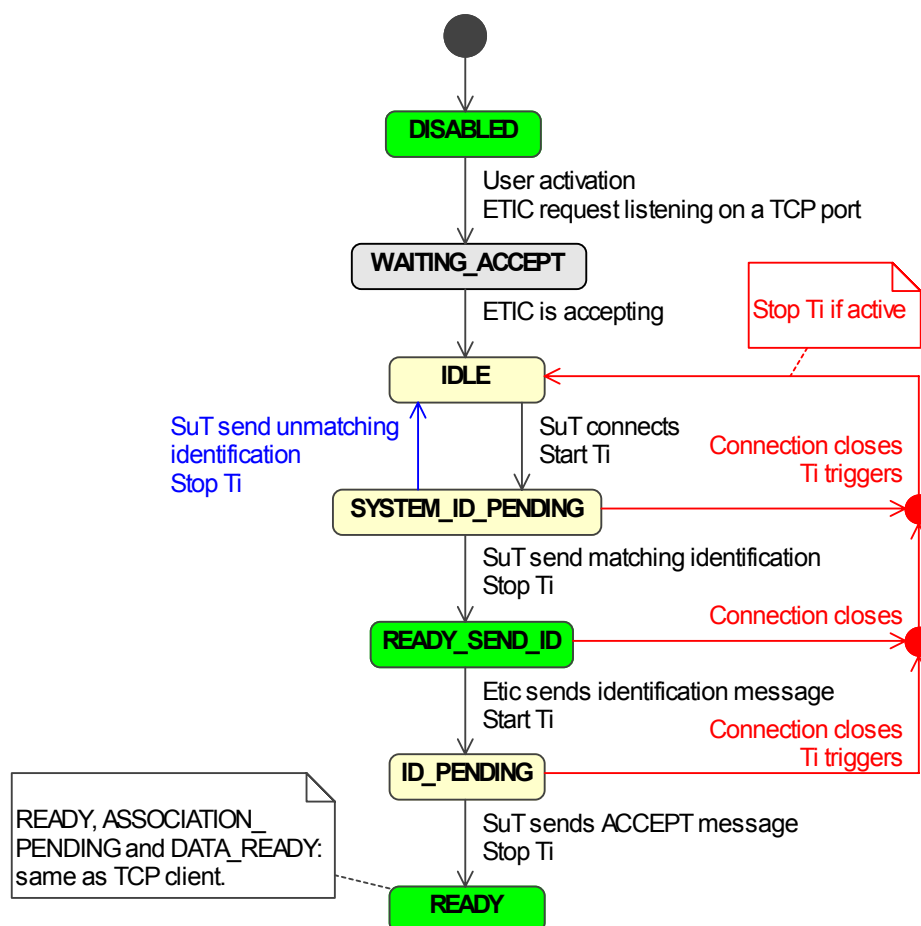 DISABLED
User activation
ETIC request listening on a TCP port
WAITING_ACCEPT
ETIC is accepting
Stop Ti if active
IDLE
SuT send unmatching
identification
Stop Ti
SuT connects
Start Ti
Connection closes
Ti triggers
SYSTEM_ID_PENDING
SuT send matching identification
Stop Ti
Connection closes
READY_SEND_ID
Etic sends identification message
Start Ti
Connection closes
Ti triggers
ID_PENDING
SuT sends ACCEPT message
Stop Ti
READY, ASSOCIATION_
PENDING and DATA_READY:
same as TCP client.
READY